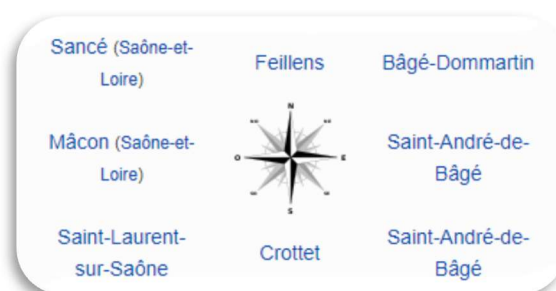 Sancé (Saône-et-
Loire)
Feillens
Bâgé-Dommartin
Mâcon (Saône-et-
Loire)
N
O
E
S
Saint-André-de-
Bâgé
Saint-Laurent-
sur-Saône
Crottet
Saint-André-de-
Bâgé